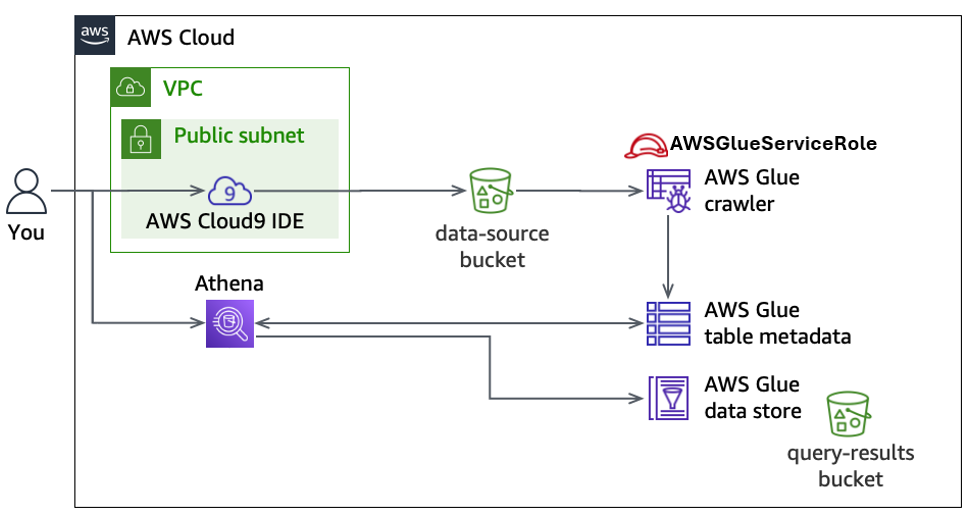 aws
AWS Cloud
VPC
Public subnet
9
AWS Cloud9 IDE
You
data-source
bucket
AWSGlueServiceRole
AWS Glue
crawler
Athena
AWS Glue
table metadata
AWS Glue
data store
query-results
bucket